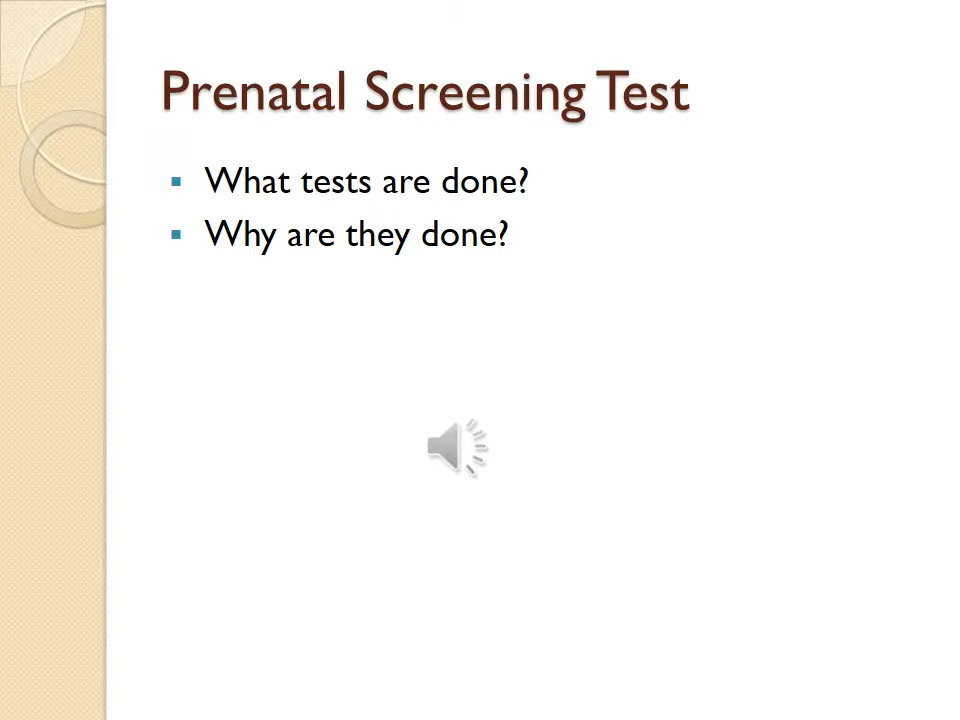 Prenatal Screening Test
▪ What tests are done?
▪ Why are they done?